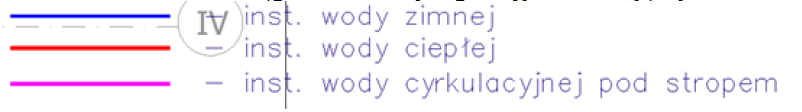 IV
– inst. wody zimnej
– inst. wody ciepłej
– inst. wody cyrkulacyjnej pod stropem